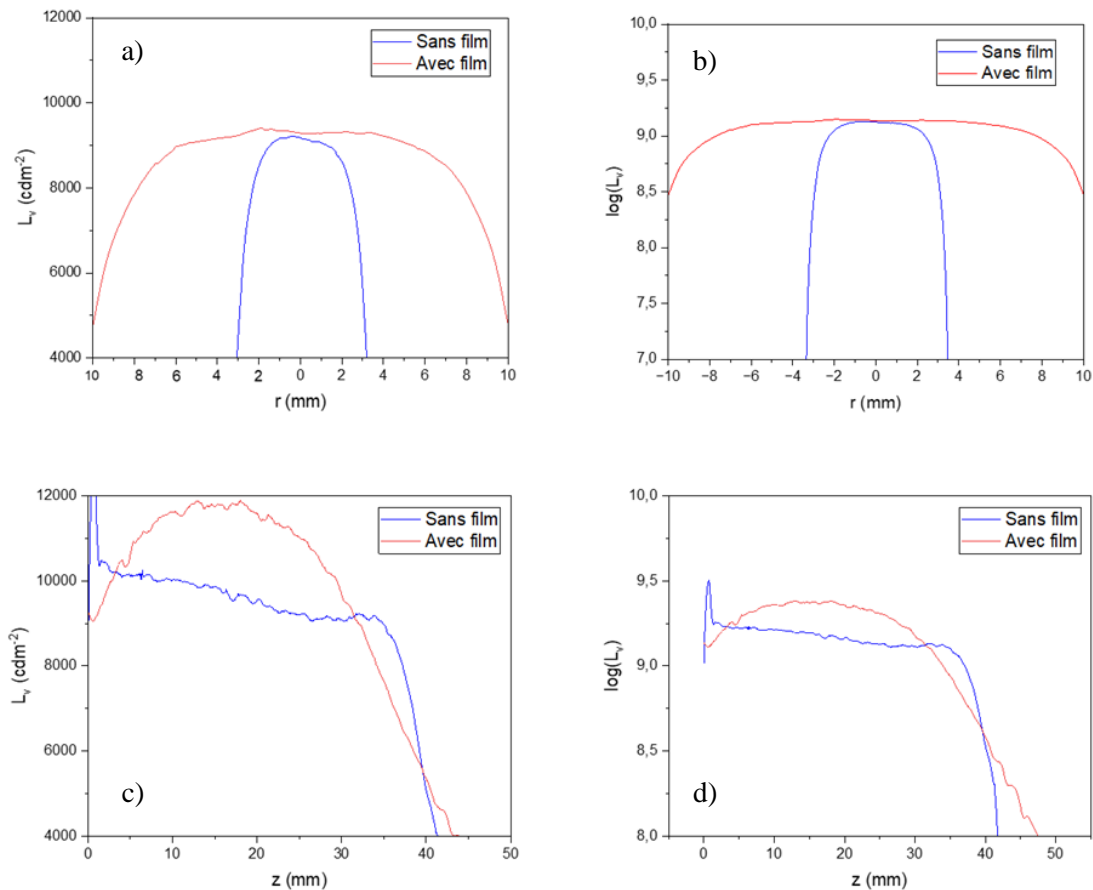 a)
Sans film
Avec film
12000
11000
10000
9000
8000
6000
4000
Lv (cdm-2)
10 8 6 4 2 0 2 4 6 8 10
r (mm)
b)
Sans film
Avec film
10,0
9,5
9,0
8,5
8,0
7,5
7,0
log(Lv)
−10 −8 −6 −4 −2 0 2 4 6 8 10
r (mm)
c)
Sans film
Avec film
12000
11000
10000
9000
8000
6000
4000
Lv (cdm-2)
0 10 20 30 40 50
z (mm)
d)
Sans film
Avec film
10,0
9,5
9,0
8,5
8,0
log(Lv)
0 10 20 30 40 50
z (mm)